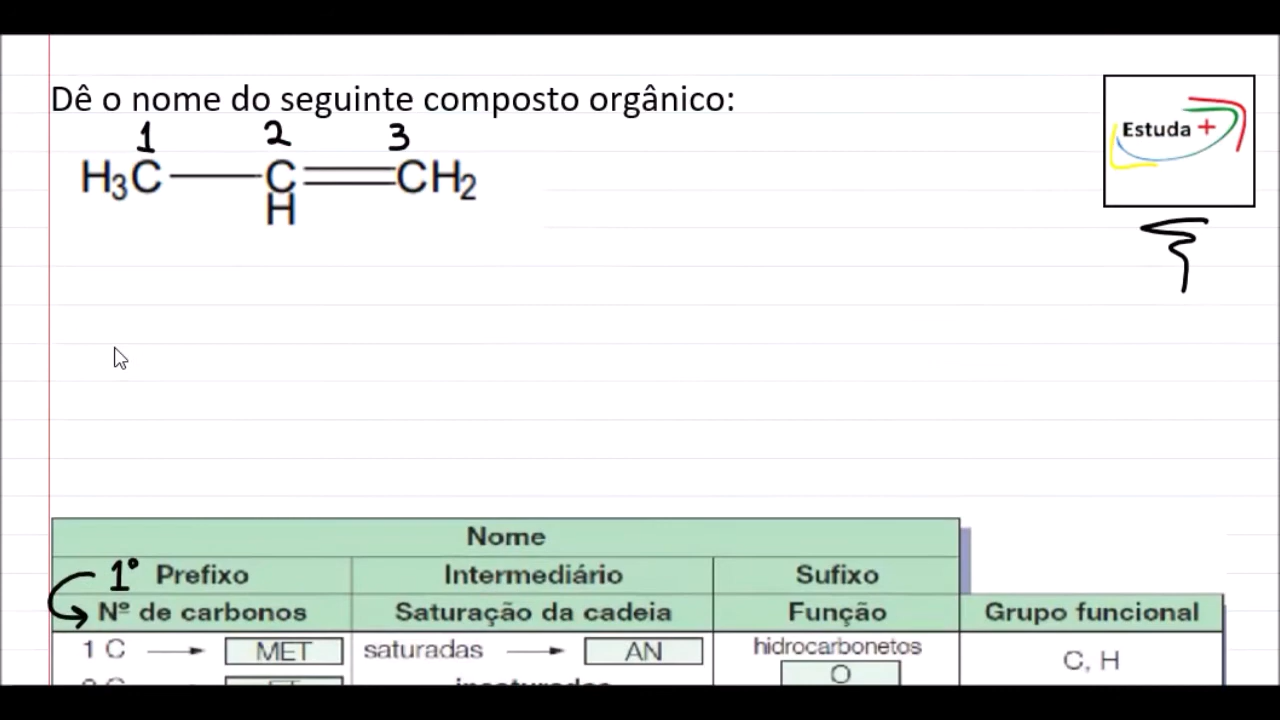 Dê o nome do seguinte composto orgânico:
1 2 3
H₃C — C = CH₂
H
Estuda +
Nome
1º Prefixo Intermediário Sufixo
Nº de carbonos Saturação da cadeia Função Grupo funcional
1 C → MET saturadas → AN hidrocarbonetos C, H
O